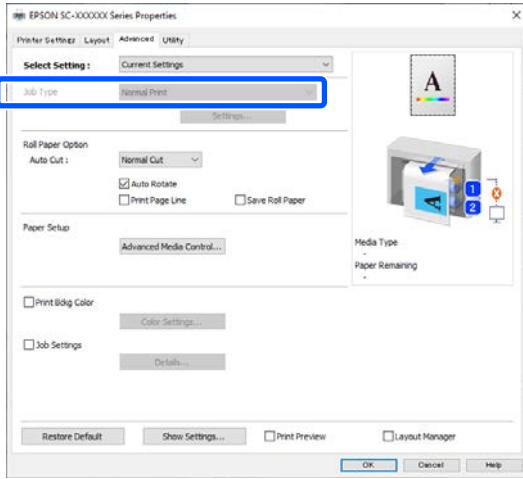 EPSON SC-XXXXXX Series Properties
Printer Settings Layout Advanced Utility
Select Setting : Current Settings
Job Type Normal Print
Settings...
Roll Paper Option
Auto Cut : Normal Cut
Auto Rotate
Print Page Line Save Roll Paper
Paper Setup
Advanced Media Control...
Print Bckg Color
Color Settings...
Job Settings
Details...
Restore Default Show Settings... Print Preview Layout Manager
OK Cancel Help
A
A
1
2
Media Type
-
Paper Remaining
-